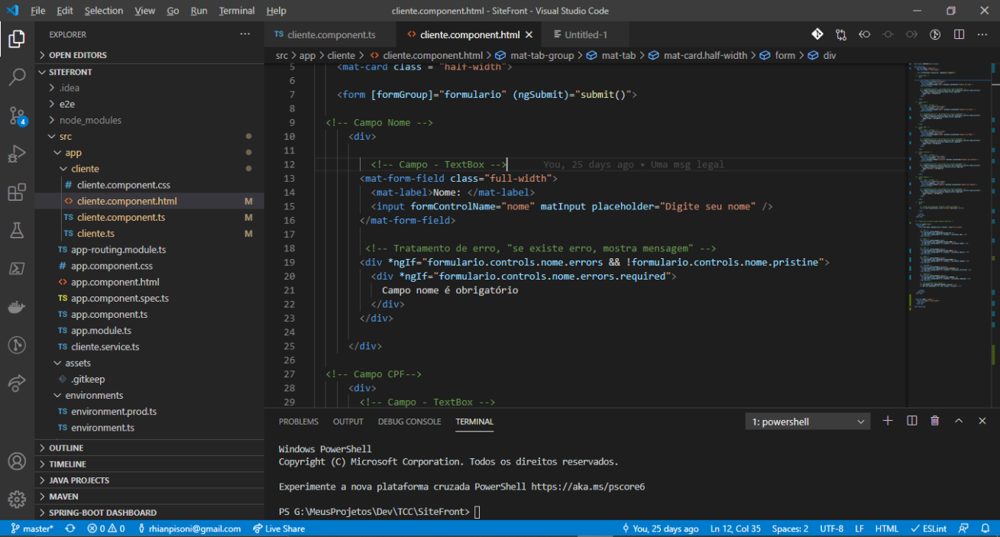 File Edit Selection View Go Run Terminal Help cliente.component.html - SiteFront - Visual Studio Code
EXPLORER
OPEN EDITORS
SITEFRONT
.idea
e2e
node_modules
src
app
cliente
# cliente.component.css
<> cliente.component.html M
TS cliente.component.ts M
TS cliente.ts M
TS app-routing.module.ts
# app.component.css
<> app.component.html
TS app.component.spec.ts
TS app.component.ts
TS app.module.ts
TS cliente.service.ts
assets
.gitkeep
environments
TS environment.prod.ts
TS environment.ts
OUTLINE
TIMELINE
JAVA PROJECTS
MAVEN
SPRING-BOOT DASHBOARD
4
TS cliente.component.ts <> cliente.component.html Untitled-1
src > app > cliente > <> cliente.component.html > mat-tab-group > mat-tab > mat-card.half-width > form > div
5 <mat-card class = "half-width">
6
7 <form [formGroup]="formulario" (ngSubmit)="submit()">
8
9 <!-- Campo Nome -->
10 <div>
11
12 <!-- Campo - TextBox --> You, 25 days ago • Uma msg legal
13 <mat-form-field class="full-width">
14 <mat-label>Nome: </mat-label>
15 <input formControlName="nome" matInput placeholder="Digite seu nome" />
16 </mat-form-field>
17
18 <!-- Tratamento de erro, "se existe erro, mostra mensagem" -->
19 <div *ngIf="formulario.controls.nome.errors && !formulario.controls.nome.pristine">
20 <div *ngIf="formulario.controls.nome.errors.required">
21 Campo nome é obrigatório
22 </div>
23 </div>
24
25 </div>
26
27 <!-- Campo CPF-->
28 <div>
29 <!-- Campo - TextBox -->
PROBLEMS OUTPUT DEBUG CONSOLE TERMINAL 1: powershell
Windows PowerShell
Copyright (C) Microsoft Corporation. Todos os direitos reservados.
Experimente a nova plataforma cruzada PowerShell https://aka.ms/pscore6
PS G:\MeusProjetos\Dev\TCC\SiteFront>
master* 0 0 rhianpisoni@gmail.com Live Share You, 25 days ago Ln 12, Col 35 Spaces: 2 UTF-8 LF HTML ESLint